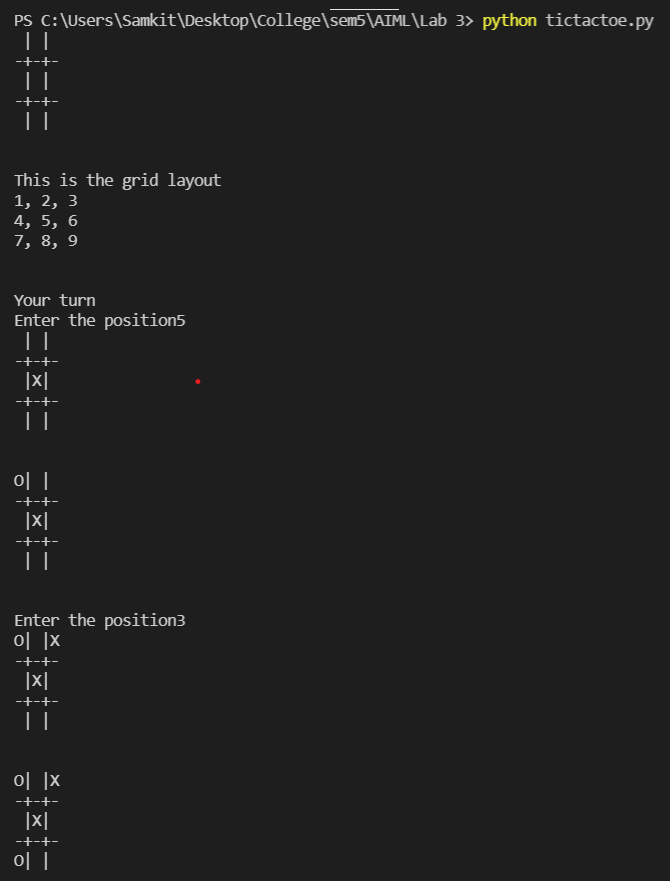 PS C:\Users\Samkit\Desktop\College\sem5\AIML\Lab 3> python tictactoe.py
 | |
-+-+-
 | |
-+-+-
 | |
This is the grid layout
1, 2, 3
4, 5, 6
7, 8, 9
Your turn
Enter the position5
 | |
-+-+-
 |X|
-+-+-
 | |
O| |
-+-+-
 |X|
-+-+-
 | |
Enter the position3
O| |X
-+-+-
 |X|
-+-+-
 | |
O| |X
-+-+-
 |X|
-+-+-
O| |